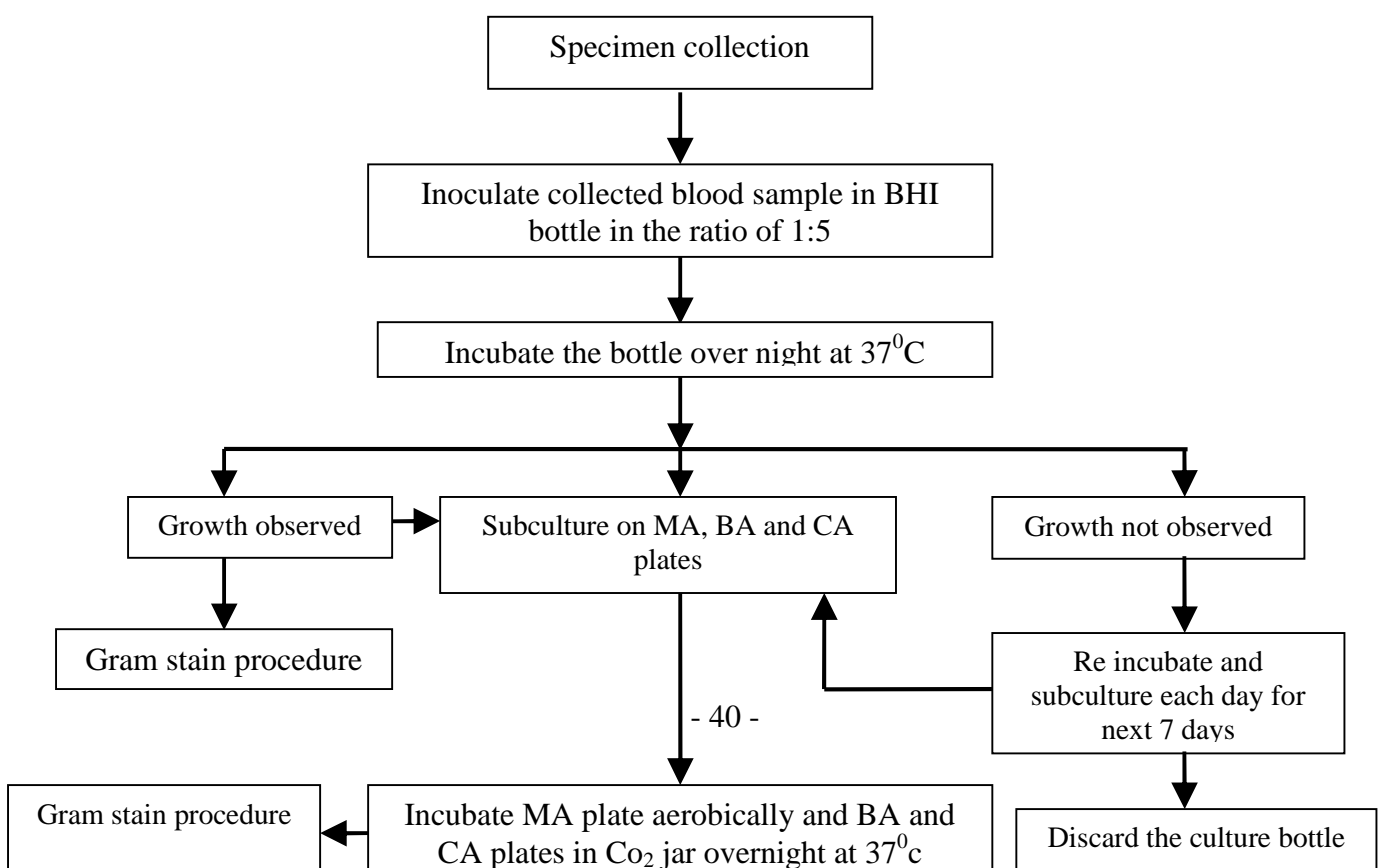 Specimen collection
Inoculate collected blood sample in BHI
bottle in the ratio of 1:5
Incubate the bottle over night at 37⁰C
Growth observed
Subculture on MA, BA and CA
plates
Growth not observed
Gram stain procedure
Re incubate and
subculture each day for
next 7 days
- 40 -
Gram stain procedure
Incubate MA plate aerobically and BA and
CA plates in Co₂ jar overnight at 37⁰c
Discard the culture bottle